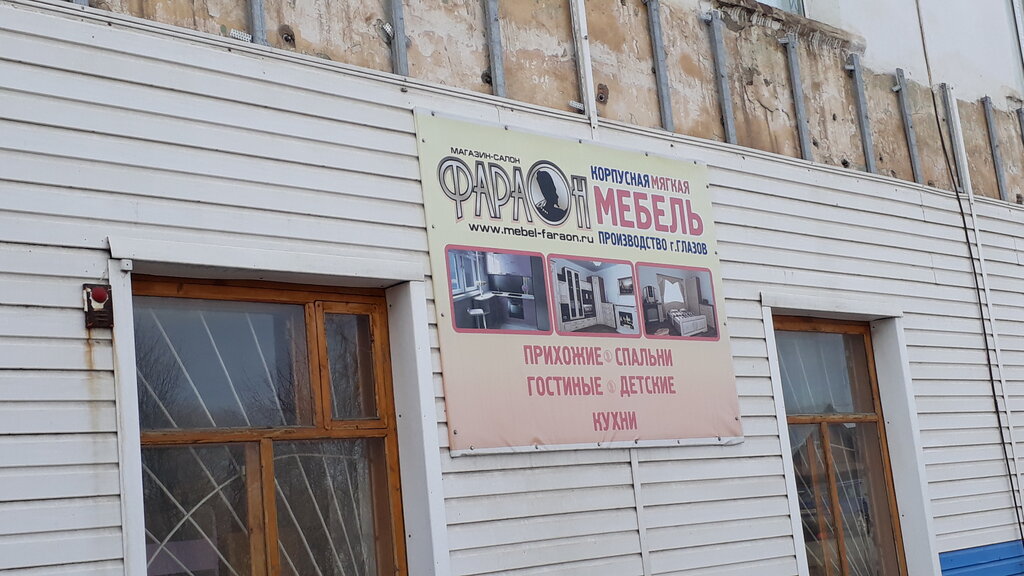 МАГАЗИН-САЛОН
ФАРАОН
www.mebel-faraon.ru
КОРПУСНАЯ МЯГКАЯ
МЕБЕЛЬ
ПРОИЗВОДСТВО г.ГЛАЗОВ
ПРИХОЖИЕ СПАЛЬНИ
ГОСТИНЫЕ ДЕТСКИЕ
КУХНИ